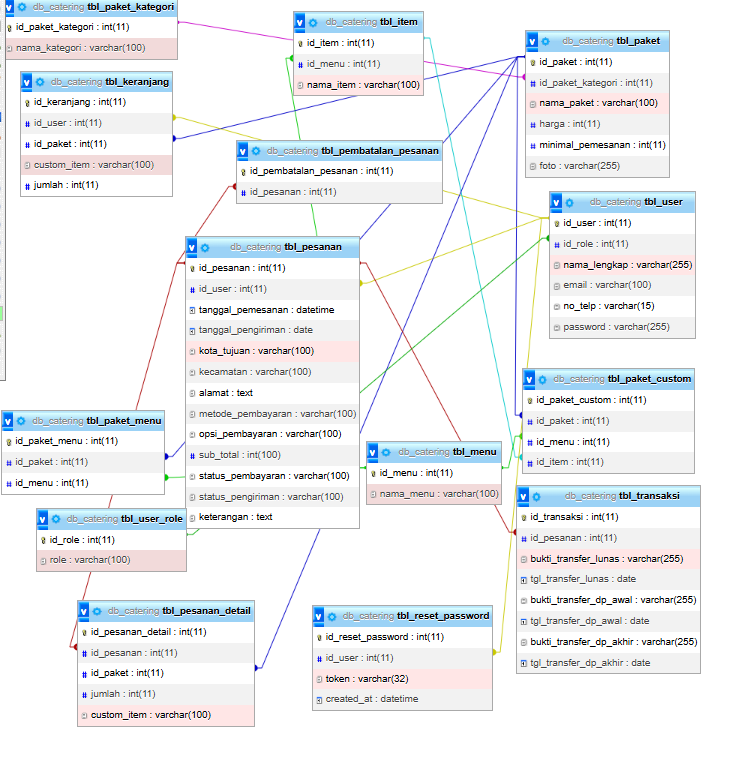 db_catering tbl_paket_kategori
id_paket_kategori : int(11)
nama_kategori : varchar(100)
db_catering tbl_item
id_item : int(11)
id_menu : int(11)
nama_item : varchar(100)
db_catering tbl_paket
id_paket : int(11)
id_paket_kategori : int(11)
nama_paket : varchar(100)
harga : int(11)
minimal_pemesanan : int(11)
foto : varchar(255)
db_catering tbl_keranjang
id_keranjang : int(11)
id_user : int(11)
id_paket : int(11)
custom_item : varchar(100)
jumlah : int(11)
db_catering tbl_pembatalan_pesanan
id_pembatalan_pesanan : int(11)
id_pesanan : int(11)
db_catering tbl_user
id_user : int(11)
id_role : int(11)
nama_lengkap : varchar(255)
email : varchar(100)
no_telp : varchar(15)
password : varchar(255)
db_catering tbl_pesanan
id_pesanan : int(11)
id_user : int(11)
tanggal_pemesanan : datetime
tanggal_pengiriman : date
kota_tujuan : varchar(100)
kecamatan : varchar(100)
alamat : text
metode_pembayaran : varchar(100)
opsi_pembayaran : varchar(100)
sub_total : int(100)
status_pembayaran : varchar(100)
status_pengiriman : varchar(100)
keterangan : text
db_catering tbl_paket_custom
id_paket_custom : int(11)
id_paket : int(11)
id_menu : int(11)
id_item : int(11)
db_catering tbl_paket_menu
id_paket_menu : int(11)
id_paket : int(11)
id_menu : int(11)
db_catering tbl_menu
id_menu : int(11)
nama_menu : varchar(100)
db_catering tbl_transaksi
id_transaksi : int(11)
id_pesanan : int(11)
bukti_transfer_lunas : varchar(255)
tgl_transfer_lunas : date
bukti_transfer_dp_awal : varchar(255)
tgl_transfer_dp_awal : date
bukti_transfer_dp_akhir : varchar(255)
tgl_transfer_dp_akhir : date
db_catering tbl_user_role
id_role : int(11)
role : varchar(100)
db_catering tbl_pesanan_detail
id_pesanan_detail : int(11)
id_pesanan : int(11)
id_paket : int(11)
jumlah : int(11)
custom_item : varchar(100)
db_catering tbl_reset_password
id_reset_password : int(11)
id_user : int(11)
token : varchar(32)
created_at : datetime